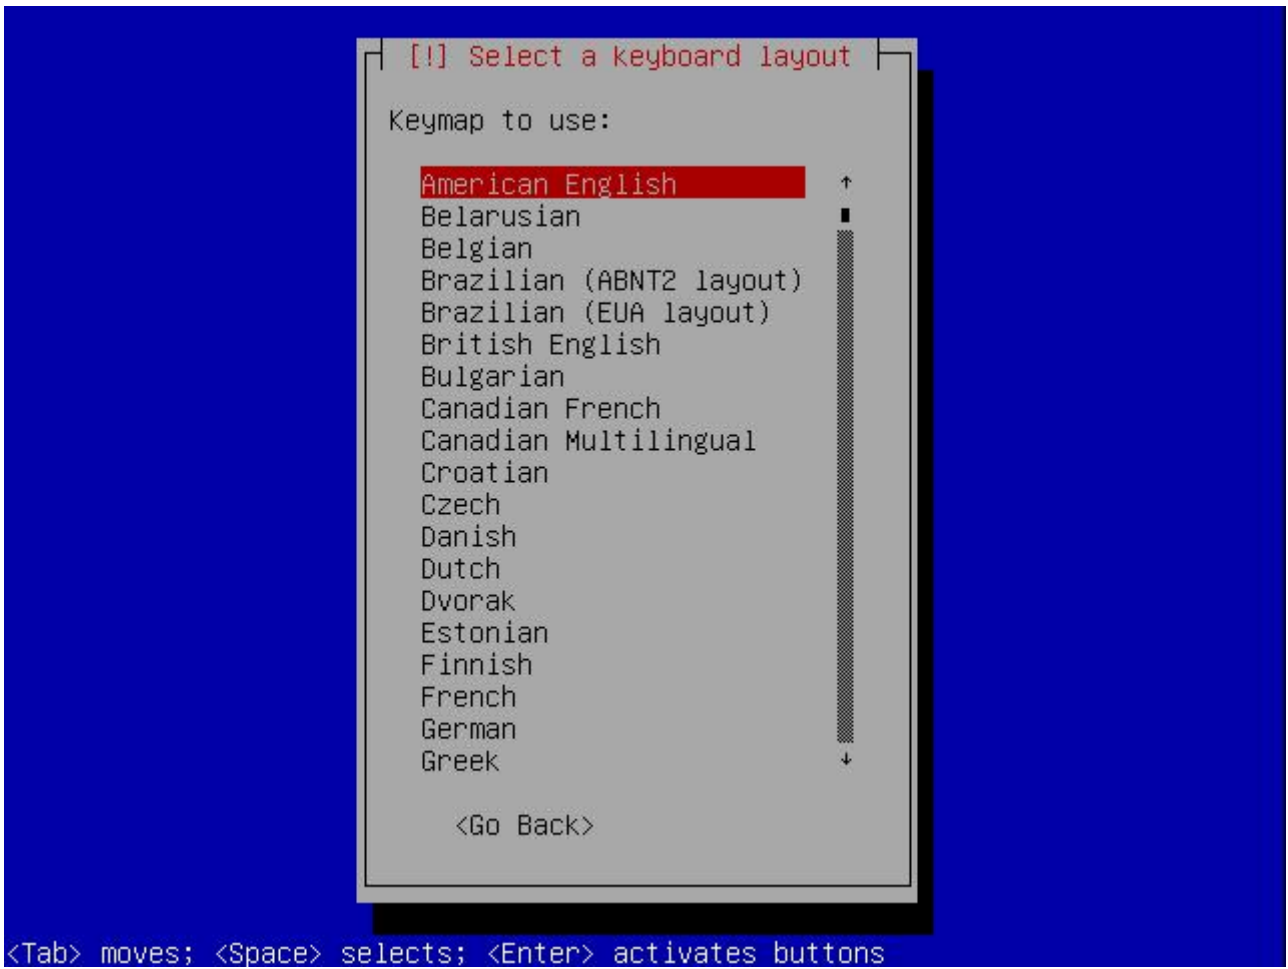 [!] Select a keyboard layout
Keymap to use:
American English
Belarusian
Belgian
Brazilian (ABNT2 layout)
Brazilian (EUA layout)
British English
Bulgarian
Canadian French
Canadian Multilingual
Croatian
Czech
Danish
Dutch
Dvorak
Estonian
Finnish
French
German
Greek
<Go Back>
<Tab> moves; <Space> selects; <Enter> activates buttons